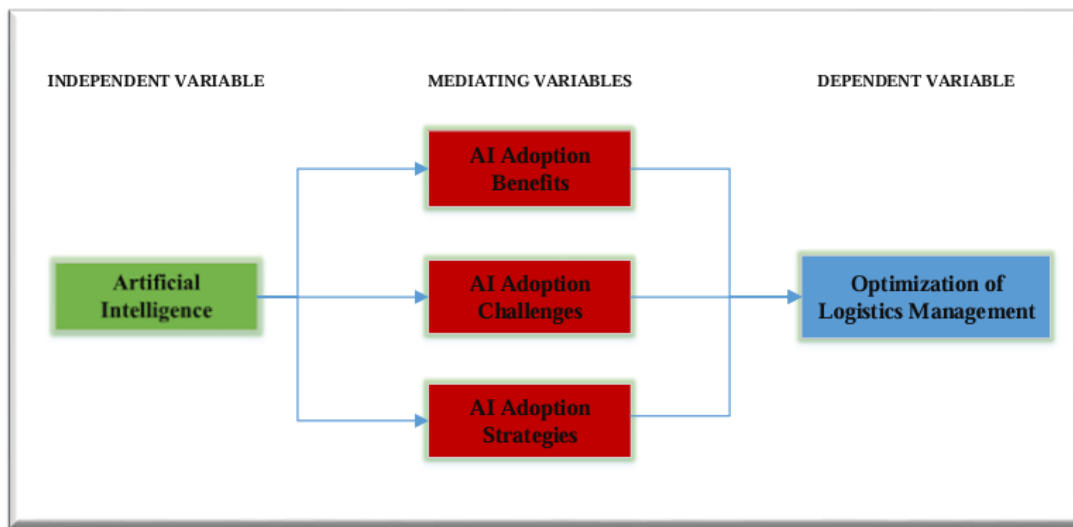 INDEPENDENT VARIABLE
MEDIATING VARIABLES
DEPENDENT VARIABLE
AI Adoption
Benefits
Artificial
Intelligence
AI Adoption
Challenges
Optimization of
Logistics Management
AI Adoption
Strategies